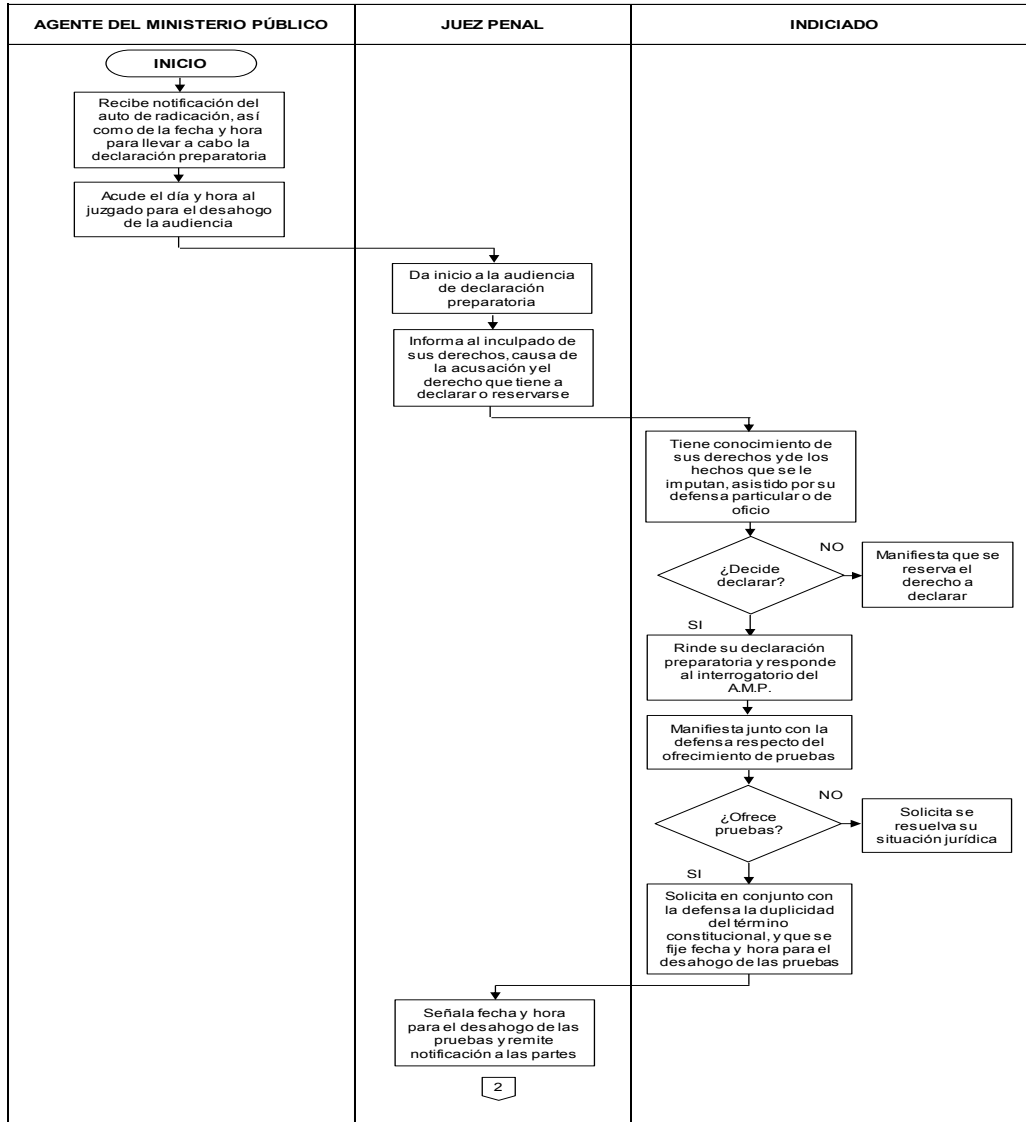 AGENTE DEL MINISTERIO PÚBLICO
JUEZ PENAL
INDICIADO
INICIO
Recibe notificación del
auto de radicación, así
como de la fecha y hora
para llevar a cabo la
declaración preparatoria
Acude el día y hora al
juzgado para el desahogo
de la audiencia
Da inicio a la audiencia
de declaración
preparatoria
Informa al inculpado de
sus derechos, causa de
la acusación y el
derecho que tiene a
declarar o reservarse
Tiene conocimiento de
sus derechos y de los
hechos que se le
imputan, asistido por su
defensa particular o de
oficio
¿Decide
declarar?
NO
Manifiesta que se
reserva el
derecho a
declarar
SI
Rinde su declaración
preparatoria y responde
al interrogatorio del
A.M.P.
Manifiesta junto con la
defensa respecto del
ofrecimiento de pruebas
¿Ofrece
pruebas?
NO
Solicita se
resuelva su
situación jurídica
SI
Solicita en conjunto con
la defensa la duplicidad
del término
constitucional, y que se
fije fecha y hora para el
desahogo de las pruebas
Señala fecha y hora
para el desahogo de las
pruebas y remite
notificación a las partes
2